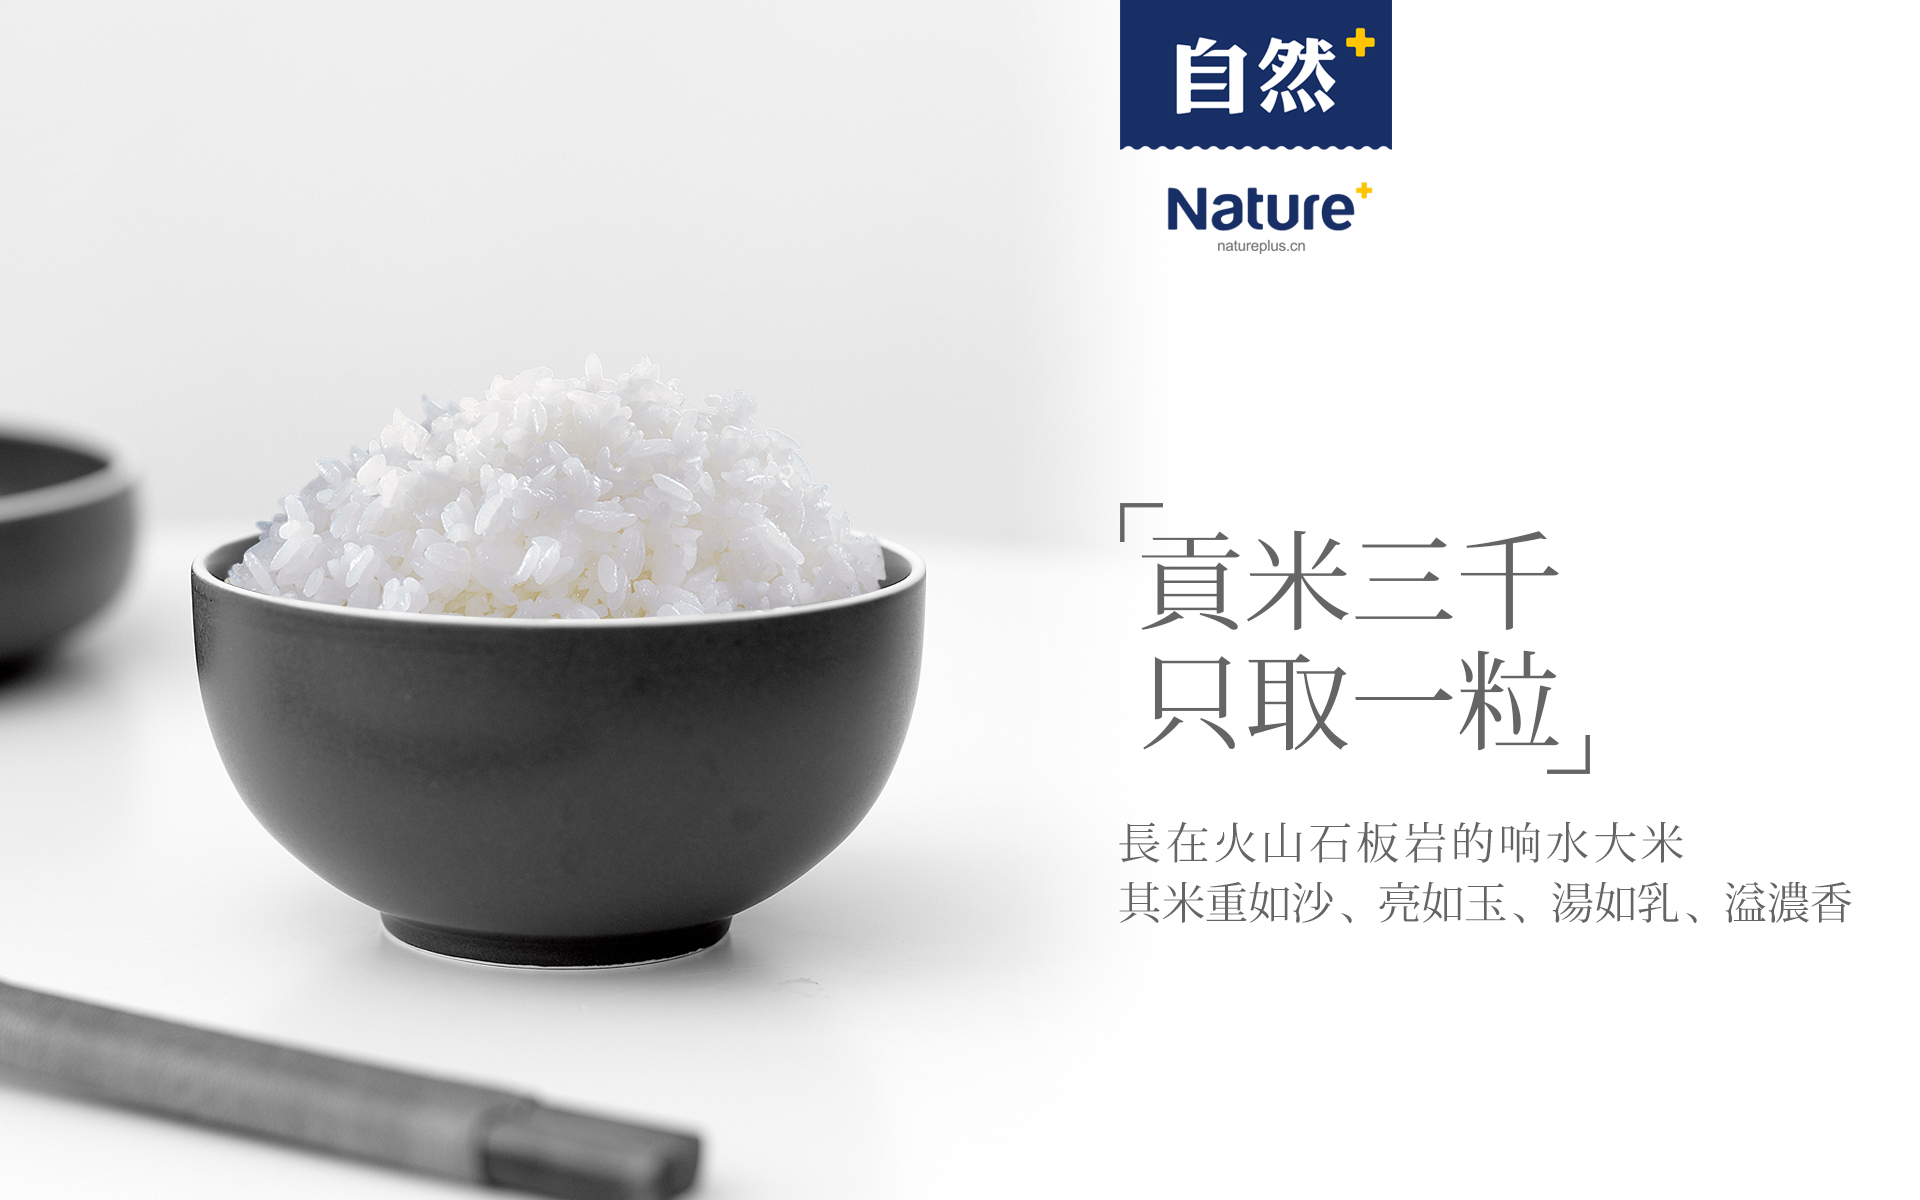 自然+
Nature+
natureplus.cn
「貢米三千
只取一粒」
長在火山石板岩的响水大米
其米重如沙、亮如玉、湯如乳、溢濃香